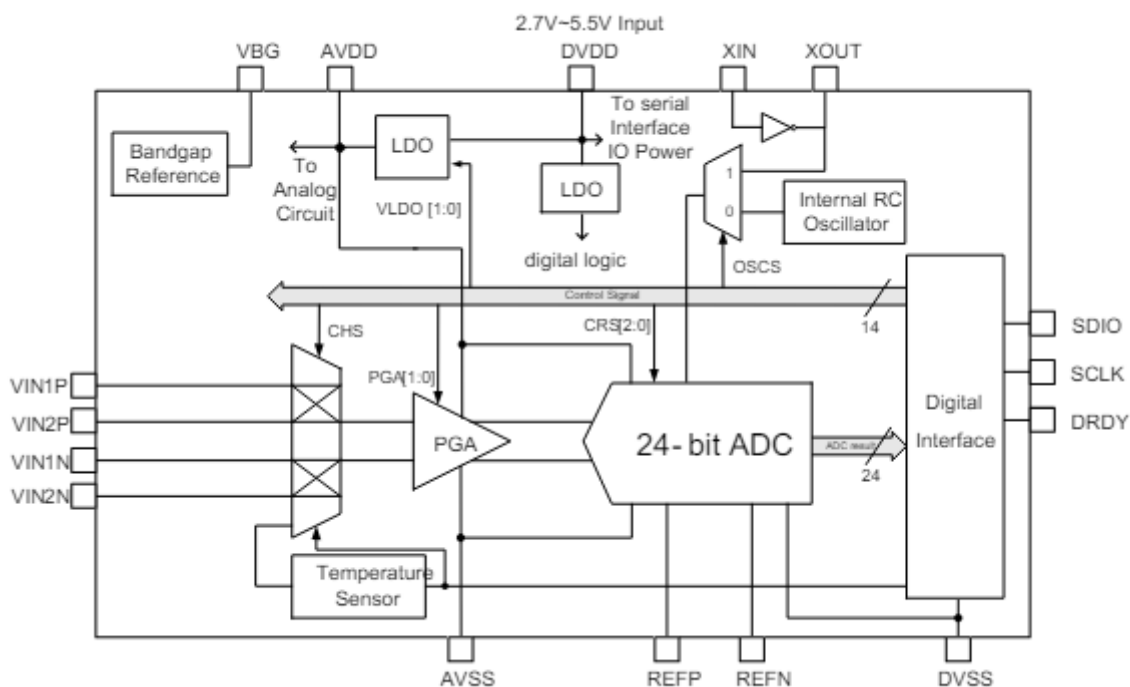 2.7V~5.5V Input
VBG
AVDD
DVDD
XIN
XOUT
Bandgap
Reference
To
Analog
Circuit
LDO
VLDO [1:0]
To serial
Interface
IO Power
LDO
digital logic
1
0
Internal RC
Oscillator
OSCS
Control Signal
14
CHS
PGA[1:0]
CRS[2:0]
VIN1P
VIN2P
VIN1N
VIN2N
PGA
24-bit ADC
ADC result
24
Digital
Interface
SDIO
SCLK
DRDY
Temperature
Sensor
AVSS
REFP
REFN
DVSS